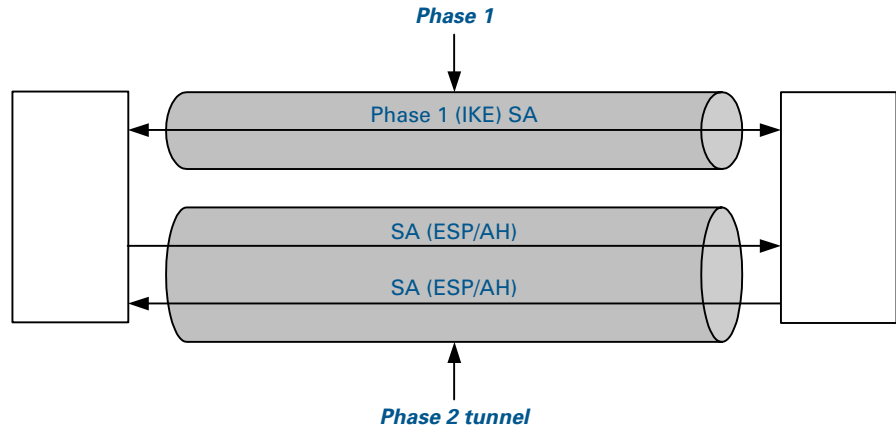 Phase 1
Phase 1 (IKE) SA
SA (ESP/AH)
SA (ESP/AH)
Phase 2 tunnel